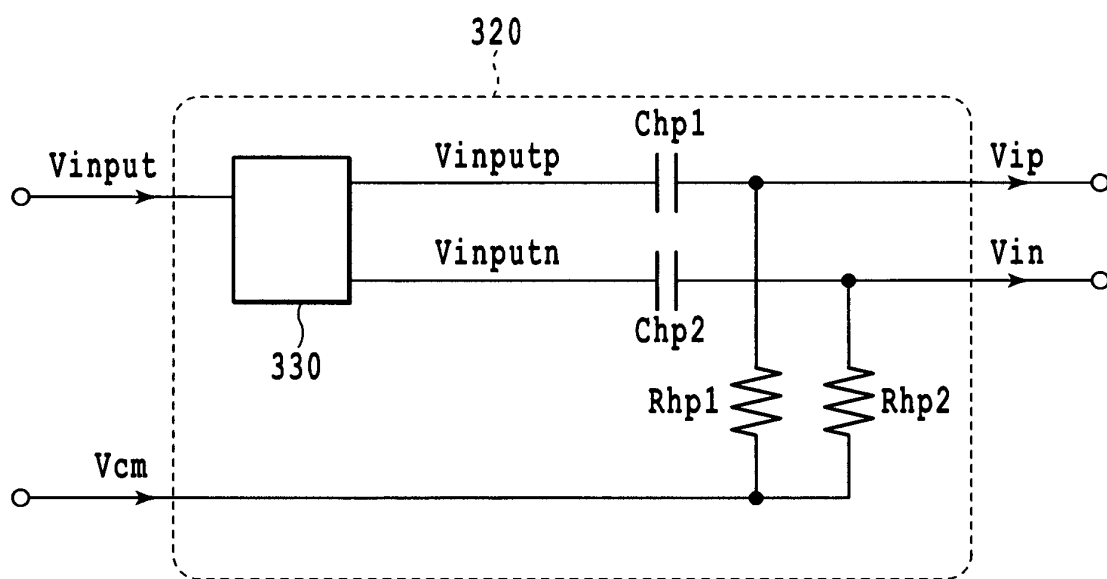 320
Chp1
Vinput
Vinputp
Vip
Vinputn
Vin
Chp2
330
Rhp1
Rhp2
Vcm